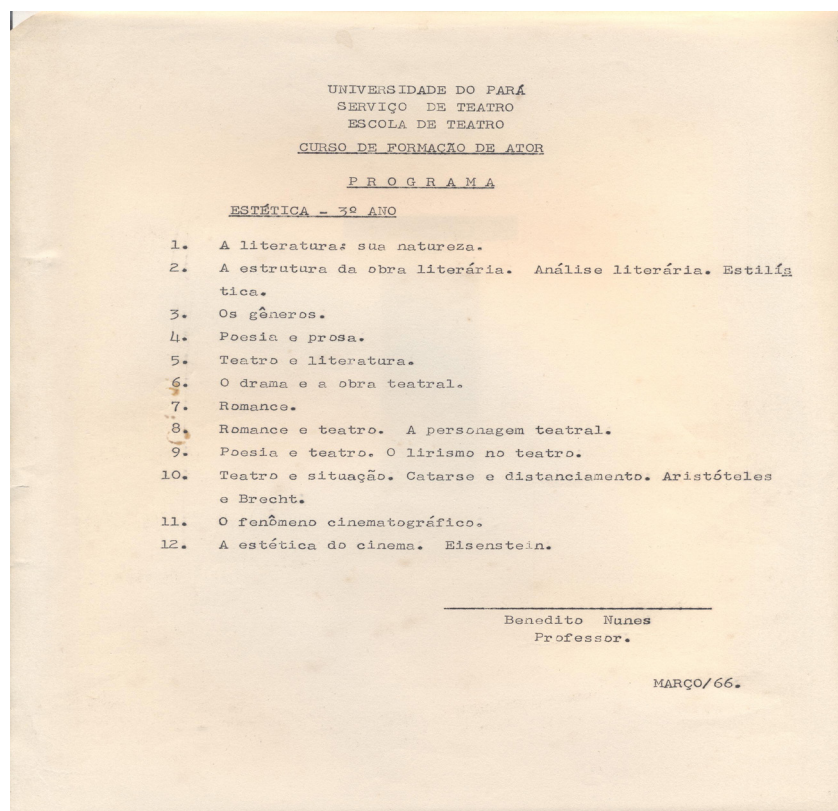 UNIVERSIDADE DO PARÁ
SERVIÇO DE TEATRO
ESCOLA DE TEATRO
CURSO DE FORMAÇÃO DE ATOR
P R O G R A M A
ESTÉTICA - 3º ANO
1. A literatura: sua natureza.
2. A estrutura da obra literária. Análise literária. Estilís
tica.
3. Os gêneros.
4. Poesia e prosa.
5. Teatro e literatura.
6. O drama e a obra teatral.
7. Romance.
8. Romance e teatro. A personagem teatral.
9. Poesia e teatro. O lirismo no teatro.
10. Teatro e situação. Catarse e distanciamento. Aristóteles
e Brecht.
11. O fenômeno cinematográfico.
12. A estética do cinema. Eisenstein.
Benedito Nunes
Professor.
MARÇO/66.